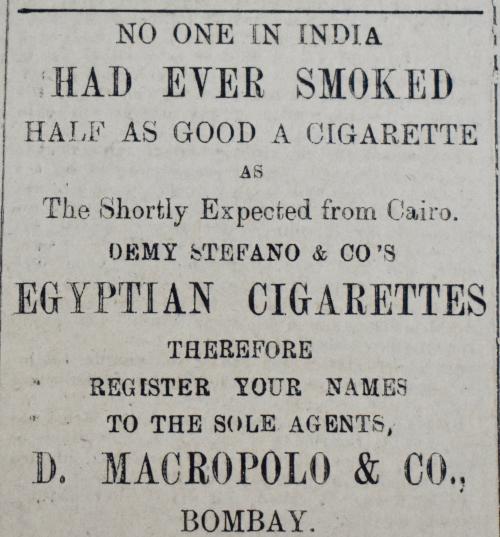 NO ONE IN INDIA
HAD EVER SMOKED
HALF AS GOOD A CIGARETTE
AS
The Shortly Expected from Cairo.
DEMY STEFANO & CO'S
EGYPTIAN CIGARETTES
THEREFORE
REGISTER YOUR NAMES
TO THE SOLE AGENTS,
D. MACROPOLO & CO.,
BOMBAY.